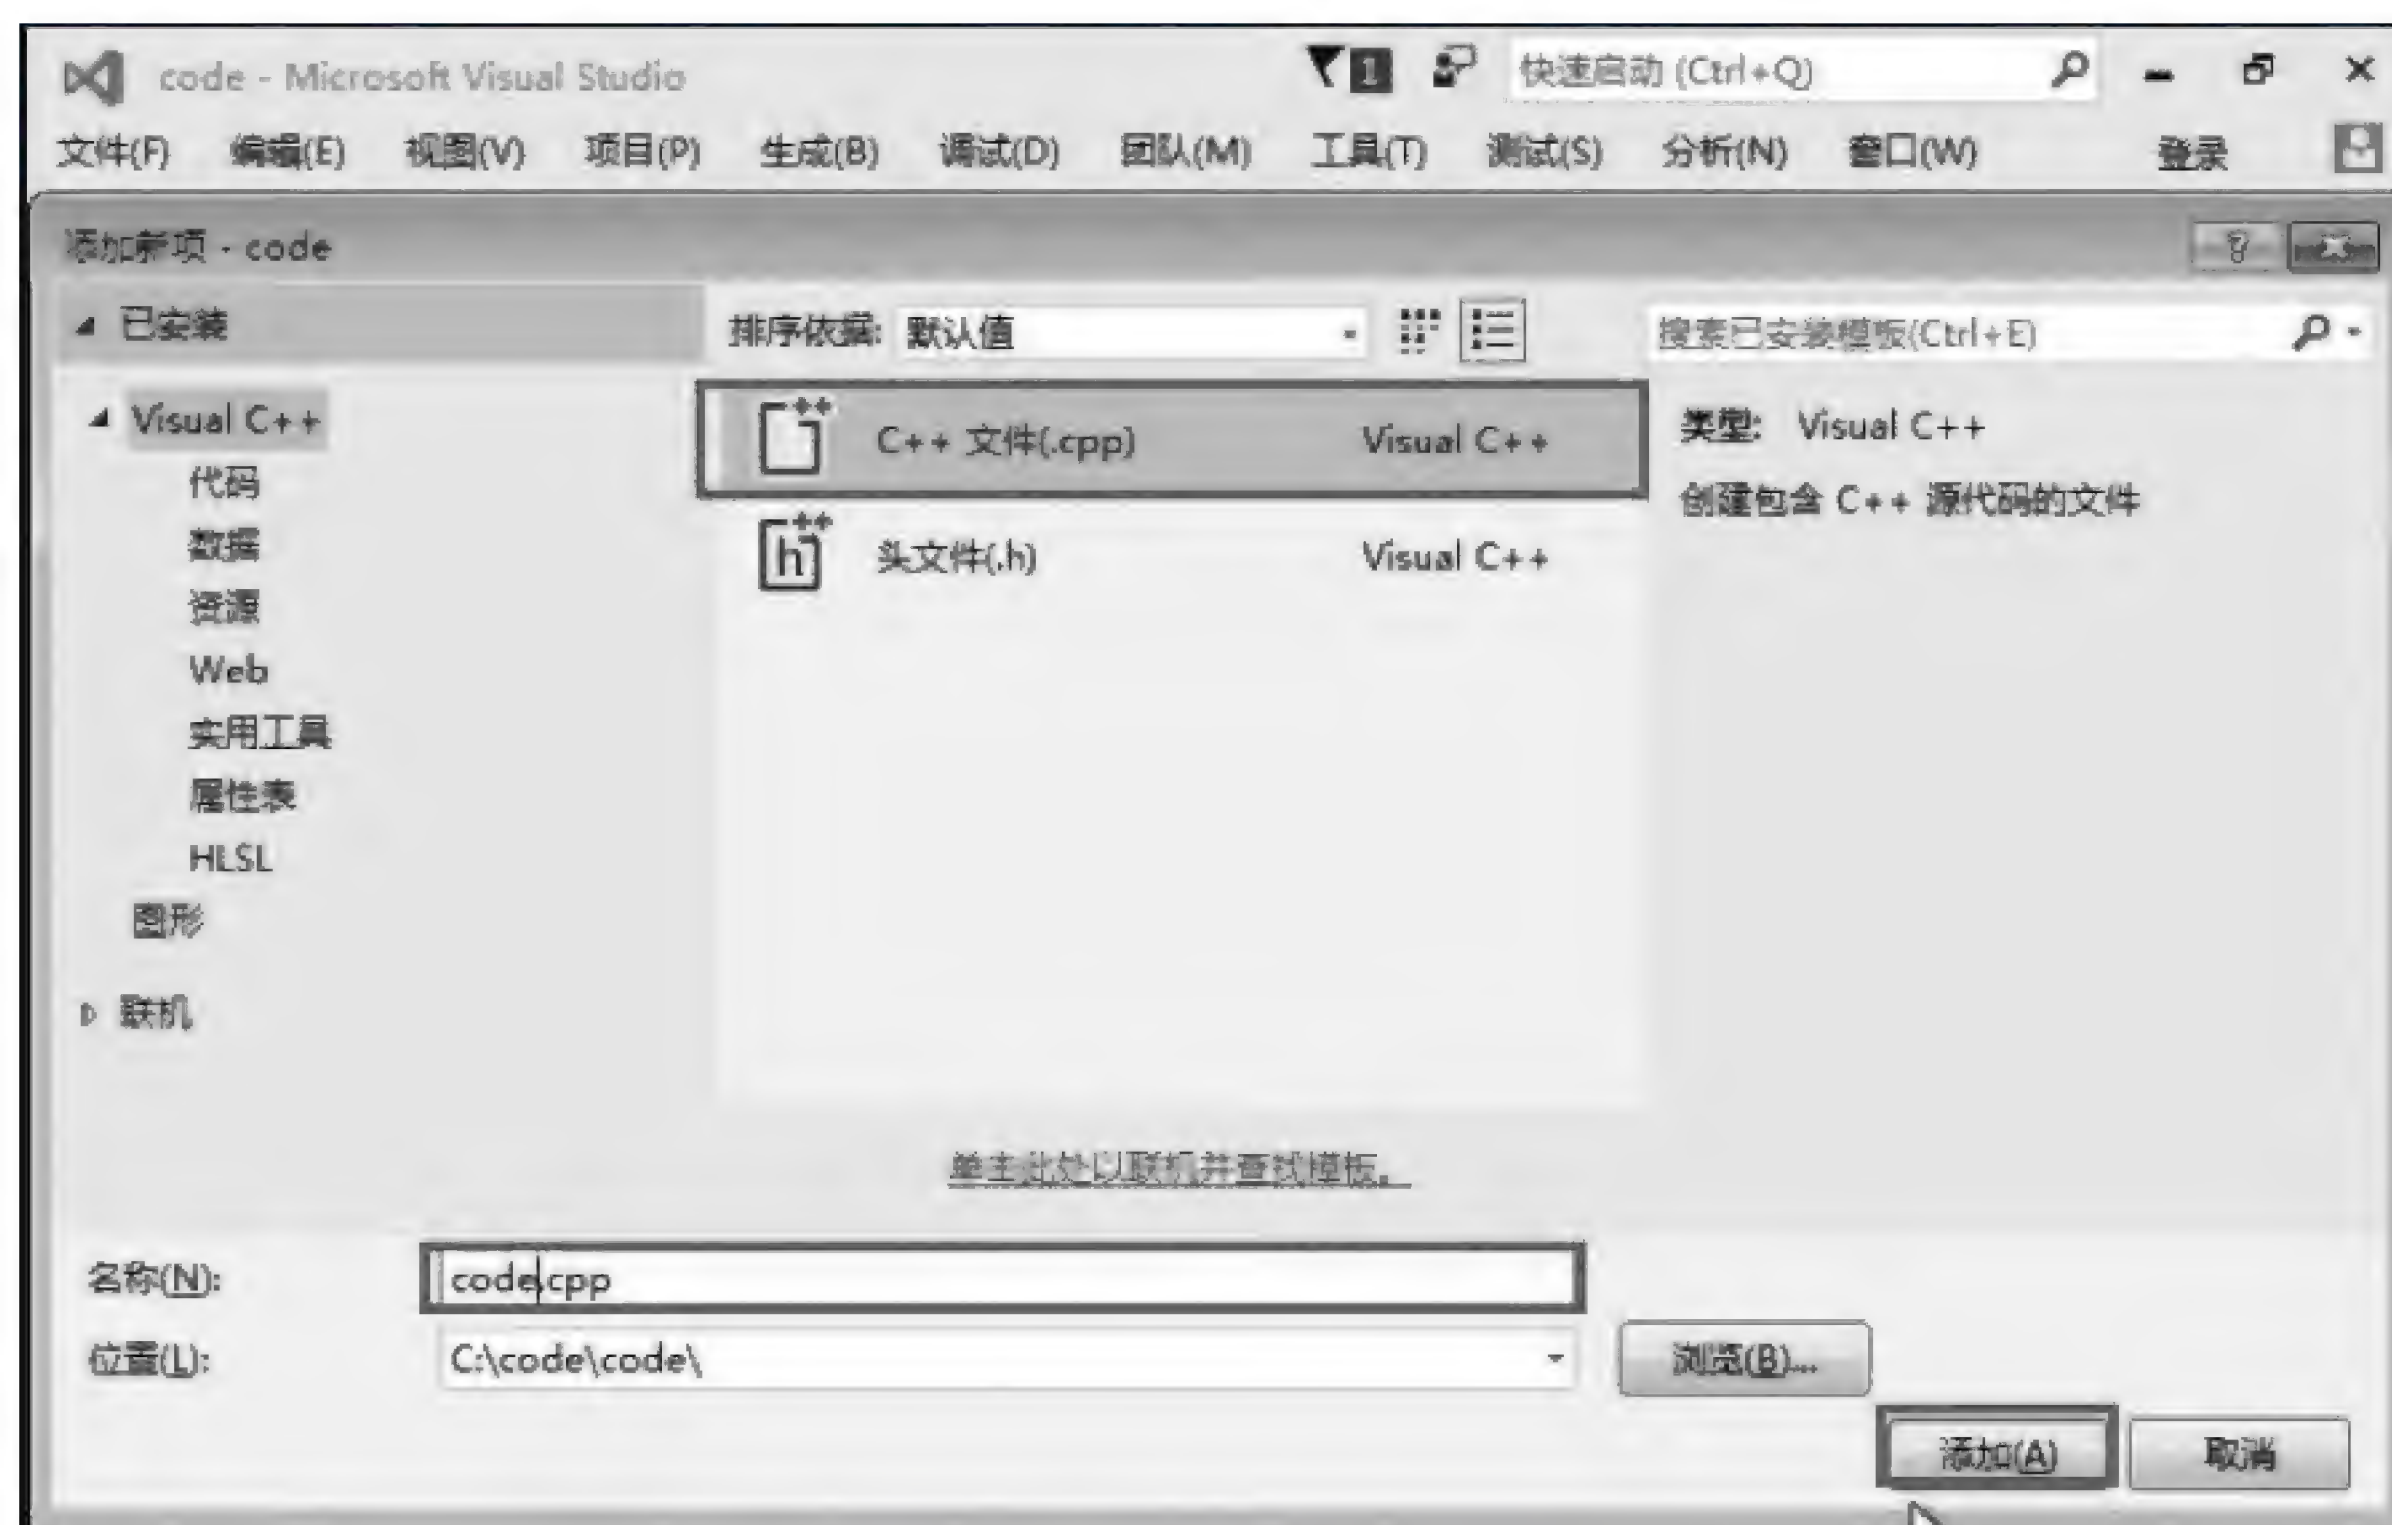 code - Microsoft Visual Studio 1 快速启动 (Ctrl+Q)
文件(F) 编辑(E) 视图(V) 项目(P) 生成(B) 调试(D) 团队(M) 工具(T) 测试(S) 分析(N) 窗口(W) 登录
添加新项 - code
已安装 排序依据: 默认值 搜索已安装模板(Ctrl+E)
Visual C++
代码
数据
资源
Web
实用工具
属性表
HLSL
图形
联机
C++ 文件(.cpp) Visual C++
头文件(.h) Visual C++
类型: Visual C++
创建包含 C++ 源代码的文件
单击此处以联机并查找模板。
名称(N): code.cpp
位置(L): C:\code\code\ 浏览(B)...
添加(A) 取消